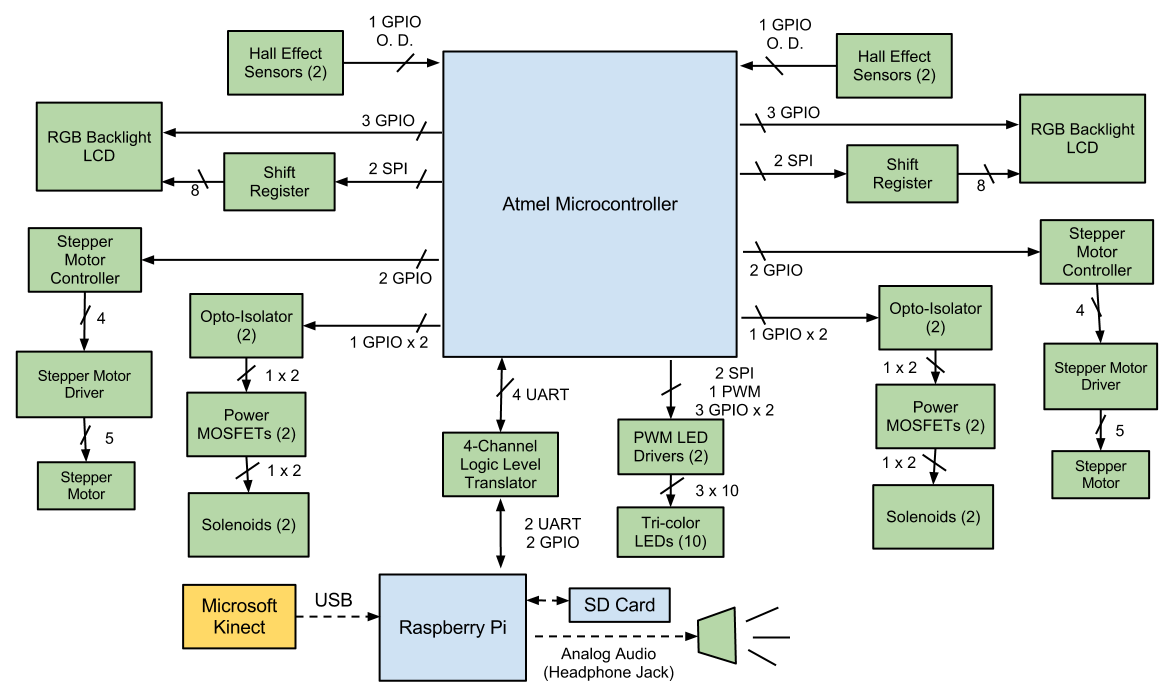 1 GPIO
O. D.
1 GPIO
O. D.
Hall Effect
Sensors (2)
Hall Effect
Sensors (2)
RGB Backlight
LCD
3 GPIO
3 GPIO
RGB Backlight
LCD
8
Shift
Register
2 SPI
Atmel Microcontroller
2 SPI
Shift
Register
8
Stepper
Motor
Controller
2 GPIO
2 GPIO
Stepper
Motor
Controller
4
Opto-Isolator
(2)
1 GPIO x 2
1 GPIO x 2
Opto-Isolator
(2)
4
Stepper Motor
Driver
1 x 2
4 UART
2 SPI
1 PWM
3 GPIO x 2
1 x 2
Stepper Motor
Driver
5
Power
MOSFETs (2)
4-Channel
Logic Level
Translator
PWM LED
Drivers (2)
Power
MOSFETs (2)
5
Stepper
Motor
1 x 2
3 x 10
1 x 2
Stepper
Motor
Solenoids (2)
2 UART
2 GPIO
Tri-color
LEDs (10)
Solenoids (2)
Microsoft
Kinect
USB
Raspberry Pi
SD Card
Analog Audio
(Headphone Jack)